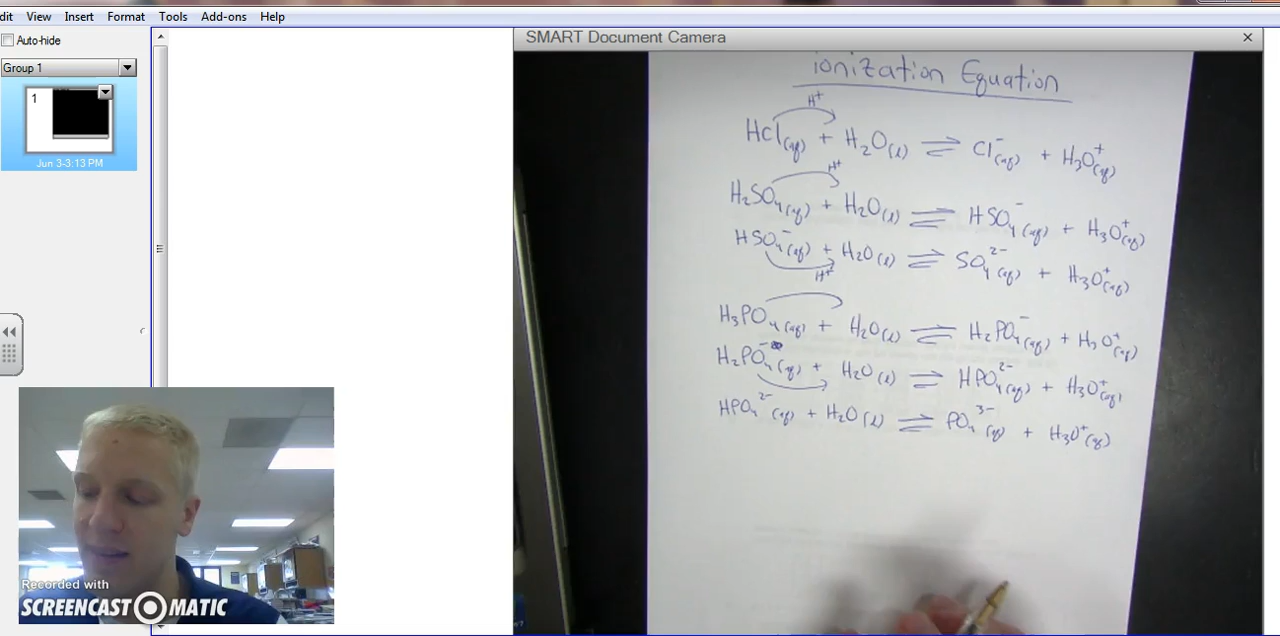 dit View Insert Format Tools Add-ons Help
Auto-hide
Group 1
1
Jun 3-3:13 PM
SMART Document Camera
ionization Equation
H⁺
HCl(aq) + H₂O(l) ⇌ Cl⁻(aq) + H₃O⁺(aq)
H⁺
H₂SO₄(aq) + H₂O(l) ⇌ HSO₄⁻(aq) + H₃O⁺(aq)
HSO₄⁻(aq) + H₂O(l) ⇌ SO₄²⁻(aq) + H₃O⁺(aq)
H⁺
H₃PO₄(aq) + H₂O(l) ⇌ H₂PO₄⁻(aq) + H₃O⁺(aq)
H₂PO₄⁻(aq) + H₂O(l) ⇌ HPO₄²⁻(aq) + H₃O⁺(aq)
HPO₄²⁻(aq) + H₂O(l) ⇌ PO₄³⁻(aq) + H₃O⁺(aq)
Recorded with
SCREENCAST O MATIC